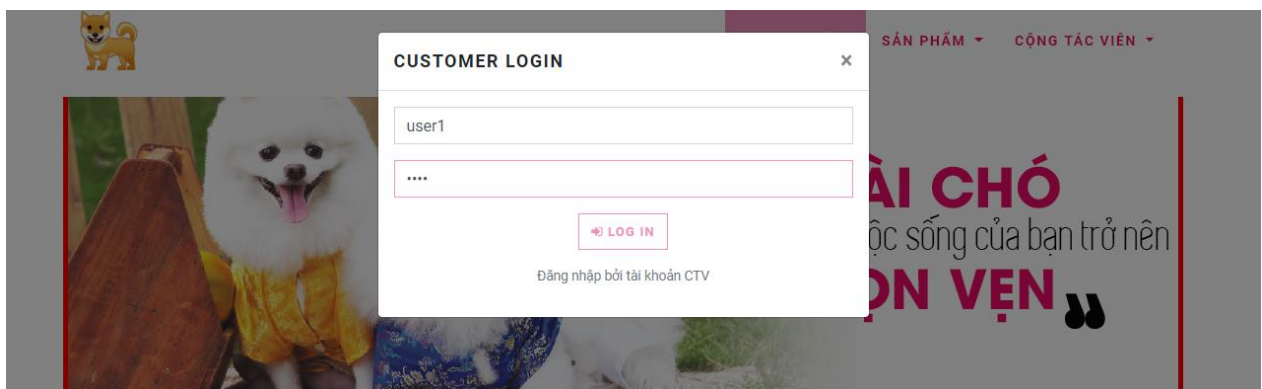 SẢN PHẨM
CỘNG TÁC VIÊN
CUSTOMER LOGIN
×
user1
••••
LOG IN
Đăng nhập bởi tài khoản CTV
ÀI CHÓ
ộc sống của bạn trở nên
ỌN VẸN
”